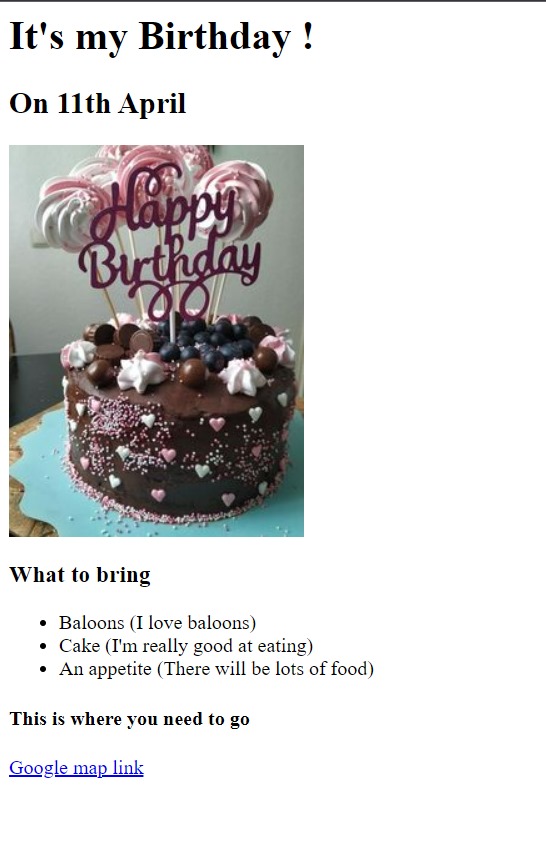 It's my Birthday !
On 11th April
Happy
Birthday
What to bring
Baloons (I love baloons)
Cake (I'm really good at eating)
An appetite (There will be lots of food)
This is where you need to go
Google map link